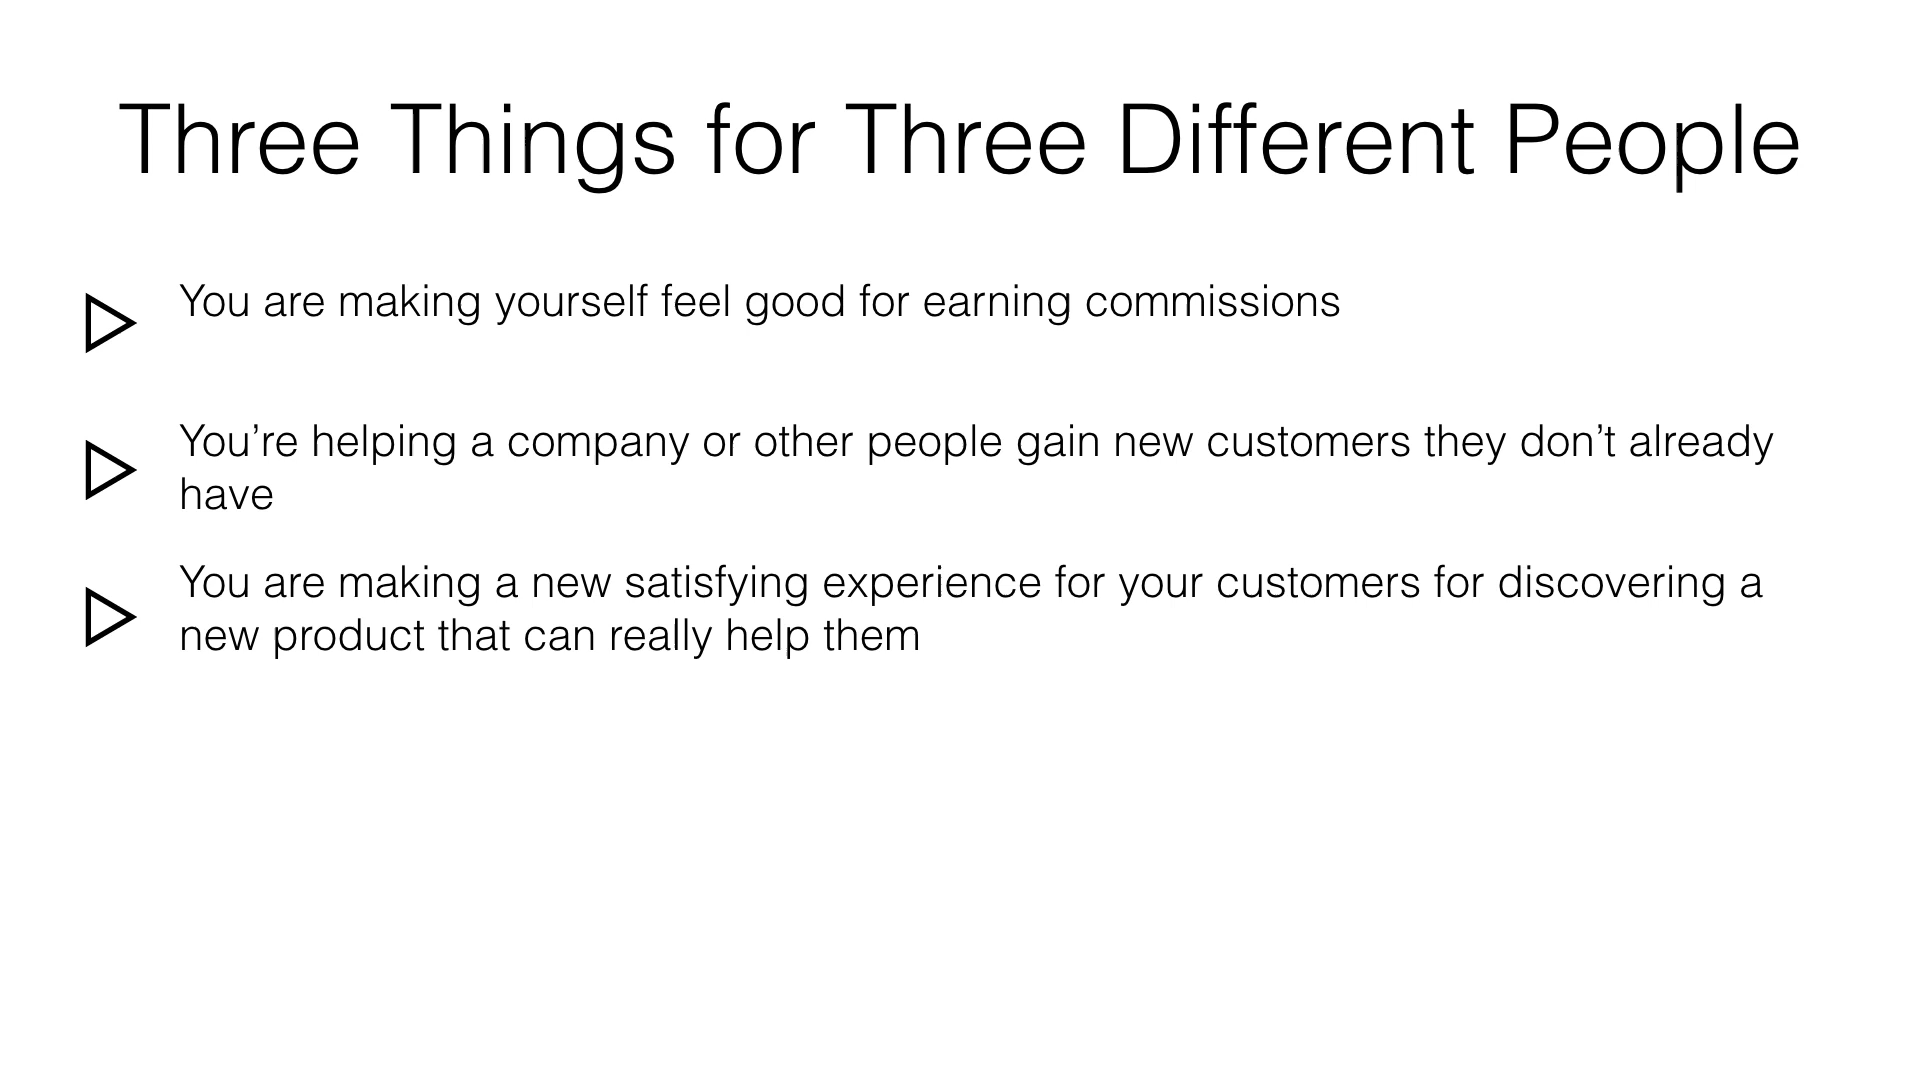 Three Things for Three Different People
You are making yourself feel good for earning commissions
You’re helping a company or other people gain new customers they don’t already
have
You are making a new satisfying experience for your customers for discovering a
new product that can really help them